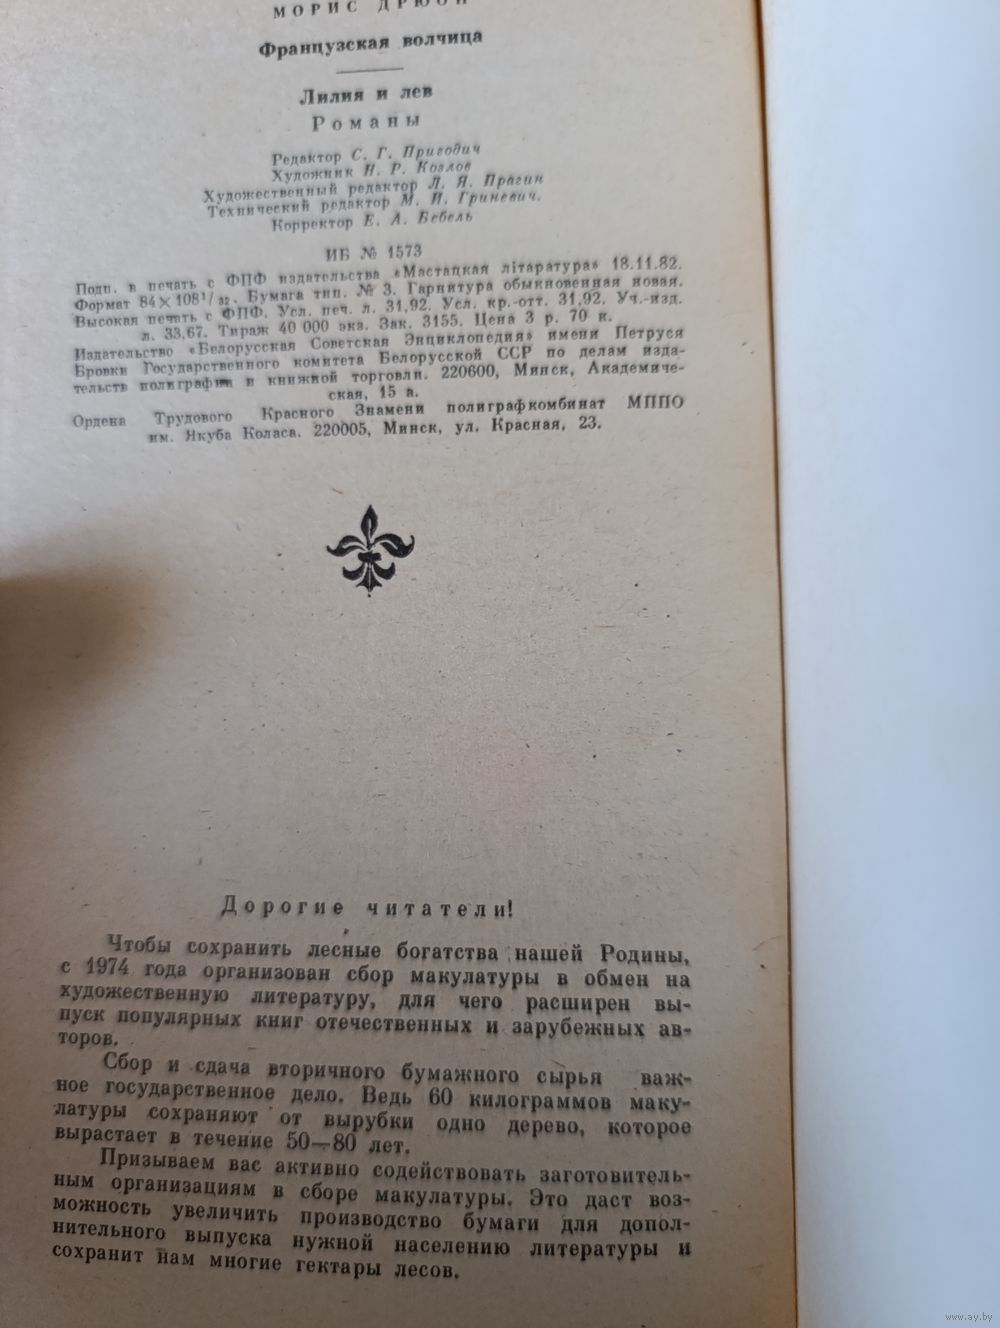 МОРИС ДРЮОН
Французская волчица
Лилия и лев
Романы
Редактор С. Г. Пригодич
Художник Н. Р. Козлов
Художественный редактор Л. Я. Прагин
Технический редактор М. И. Гриневич.
Корректор Е. А. Бебель
ИБ № 1573
Подп. в печать с ФПФ издательства «Мастацкая літаратура» 18.11.82.
Формат 84×108¹/₃₂. Бумага тип. № 3. Гарнитура обыкновенная новая.
Высокая печать с ФПФ. Усл. печ. л. 31,92. Усл. кр.-отт. 31,92. Уч.-изд.
л. 33,67. Тираж 40 000 экз. Зак. 3155. Цена 3 р. 70 к.
Издательство «Белорусская Советская Энциклопедия» имени Петруся
Бровки Государственного комитета Белорусской ССР по делам изда-
тельств полиграфии и книжной торговли. 220600, Минск, Академиче-
ская, 15 а.
Ордена Трудового Красного Знамени полиграфкомбинат МППО
им. Якуба Коласа. 220005, Минск, ул. Красная, 23.
Дорогие читатели!
Чтобы сохранить лесные богатства нашей Родины,
с 1974 года организован сбор макулатуры в обмен на
художественную литературу, для чего расширен вы-
пуск популярных книг отечественных и зарубежных ав-
торов.
Сбор и сдача вторичного бумажного сырья важ-
ное государственное дело. Ведь 60 килограммов маку-
латуры сохраняют от вырубки одно дерево, которое
вырастает в течение 50—80 лет.
Призываем вас активно содействовать заготовитель-
ным организациям в сборе макулатуры. Это даст воз-
можность увеличить производство бумаги для допол-
нительного выпуска нужной населению литературы и
сохранит нам многие гектары лесов.
www.ay.by